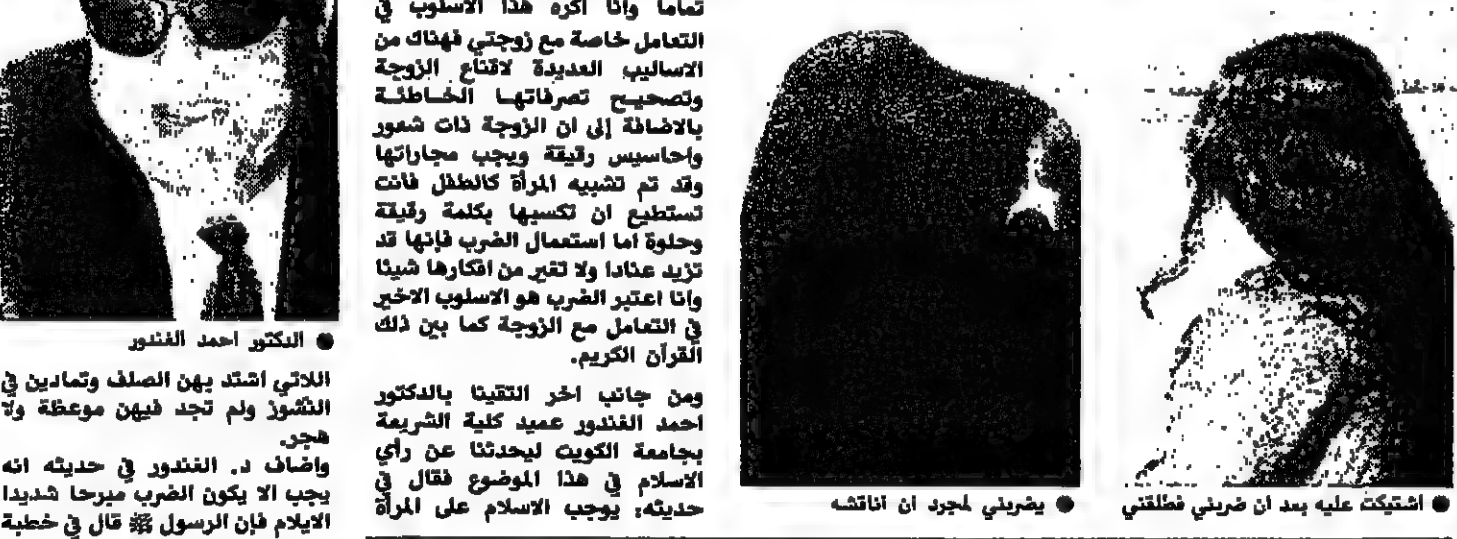 تماما وانا اكره هذا الاسلوب في
التعامل خاصة مع زوجتي فهناك من
الاساليب العديدة لاقناع الزوجة
وتصحيح تصرفاتها الخاطئة
بالاضافة إلى ان الزوجة ذات شعور
واحاسيس رقيقة ويجب مجاراتها
وقد تم تشبيه المرأة كالطفل فأنت
تستطيع ان تكسبها بكلمة رقيقة
وحلوة اما استعمال الضرب فإنها قد
تزيد عنادا ولا تغير من افكارها شيئا
وانا اعتبر الضرب هو الاسلوب الاخير
في التعامل مع الزوجة كما بين ذلك
القرآن الكريم.
ومن جانب اخر التقينا بالدكتور
احمد الغندور عميد كلية الشريعة
بجامعة الكويت ليحدثنا عن رأي
الاسلام في هذا الموضوع فقال في
حديثه: يوجب الاسلام على المرأة
● الدكتور احمد الغندور
اللاتي اشتد بهن الصلف وتمادين في
النشوز ولم تجد فيهن موعظة ولا
هجر.
واضاف د. الغندور في حديثه انه
يجب الا يكون الضرب مبرحا شديدا
الايلام فإن الرسول ﷺ قال في خطبة
● اشتيكت عليه بعد ان ضربني فطلقني
● يضربني لمجرد ان اناقشه